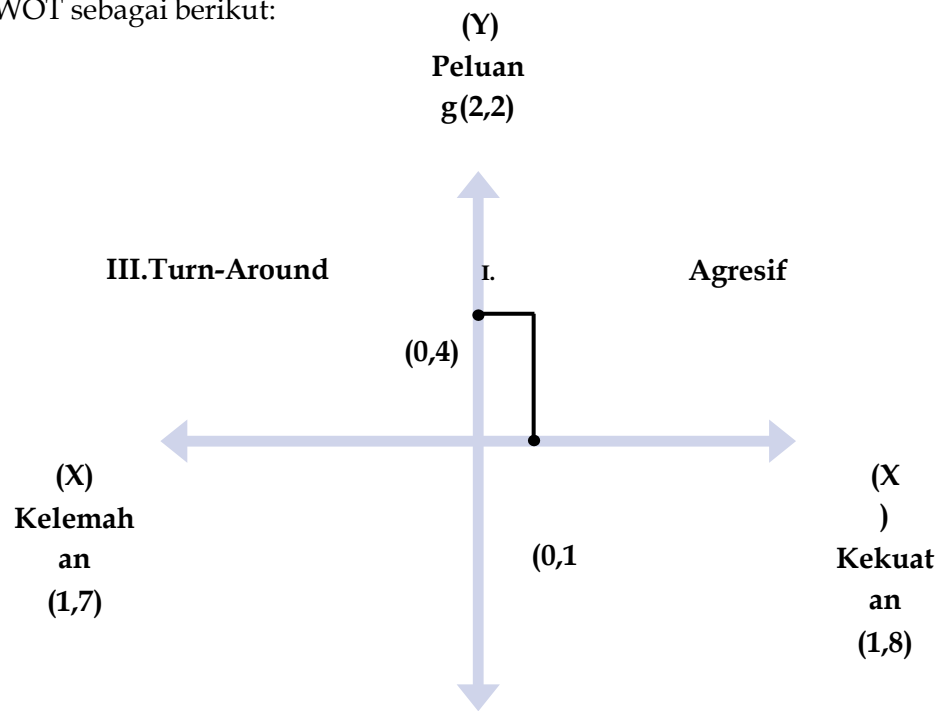 WOT sebagai berikut:
(Y)
Peluan
g(2,2)
III.Turn-Around
I.
Agresif
(0,4)
(X)
Kelemah
an
(1,7)
(0,1
(X
)
Kekuat
an
(1,8)